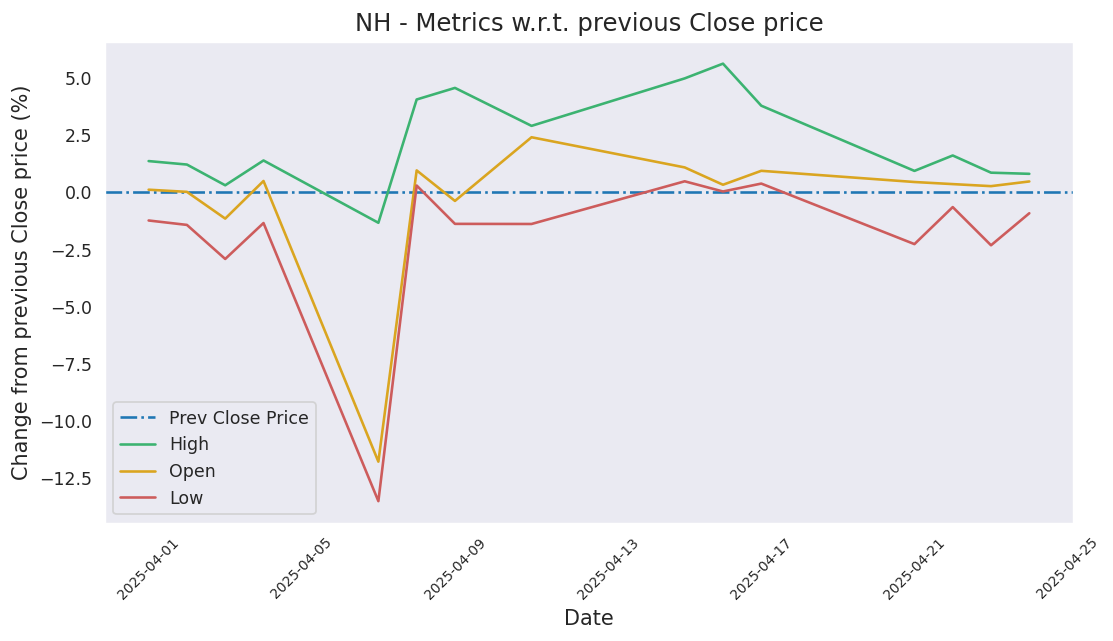 NH - Metrics w.r.t. previous Close price
Change from previous Close price (%)
5.0
2.5
0.0
−2.5
−5.0
−7.5
−10.0
−12.5
Prev Close Price
High
Open
Low
2025-04-01
2025-04-05
2025-04-09
2025-04-13
2025-04-17
2025-04-21
2025-04-25
Date